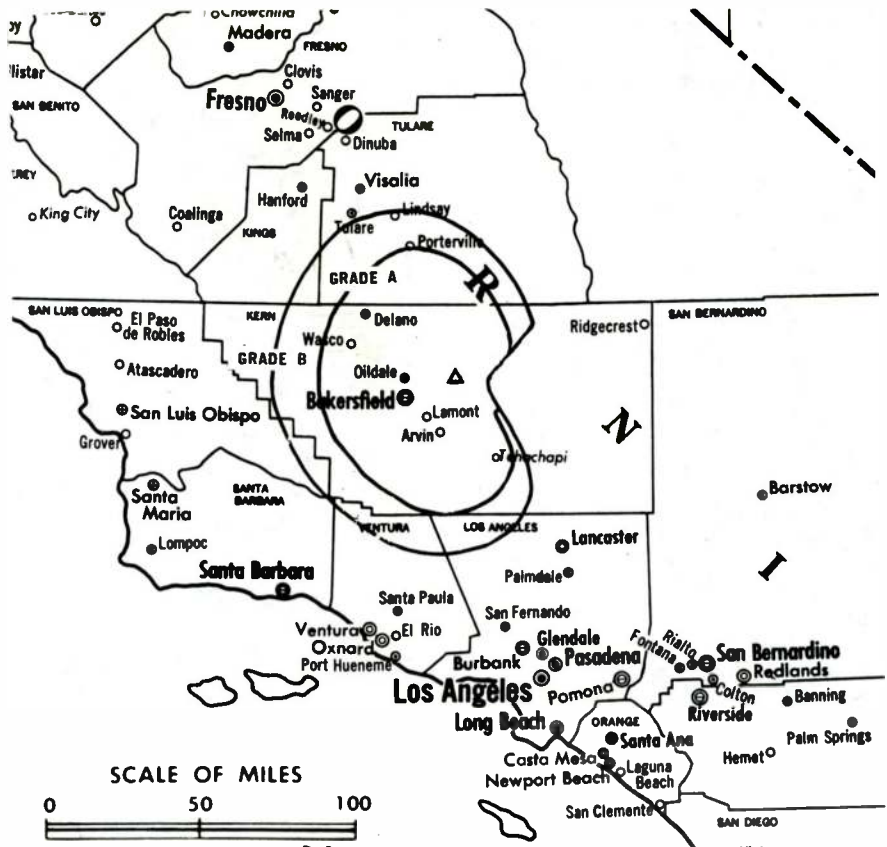 Chowchilla
Madera
FRESNO
Clovis
Sanger
Fresno
Reedley
TULARE
Selma
Dinuba
SAN BENITO
Visalia
Hanford
Lindsay
King City
Coalinga
Tulare
KINGS
Porterville
GRADE A
R
SAN LUIS OBISPO
El Paso
de Robles
KERN
Delano
Ridgecrest
SAN BERNARDINO
Wasco
GRADE B
Atascadero
Oildale
Bakersfield
San Luis Obispo
Lamont
Arvin
N
Grover
Tehachapi
Santa
Maria
SANTA
BARBARA
Barstow
VENTURA
LOS ANGELES
Lompoc
Lancaster
Santa Barbara
Palmdale
I
Santa Paula
San Fernando
Ventura
El Rio
Oxnard
Port Hueneme
Glendale
Burbank
Pasadena
Fontana
Rialto
San Bernardino
Redlands
Los Angeles
Pomona
Colton
Banning
Riverside
Long Beach
ORANGE
Santa Ana
Palm Springs
Casta Mesa
Hemet
Newport Beach
Laguna
Beach
San Clemente
SAN DIEGO
SCALE OF MILES
0 50 100